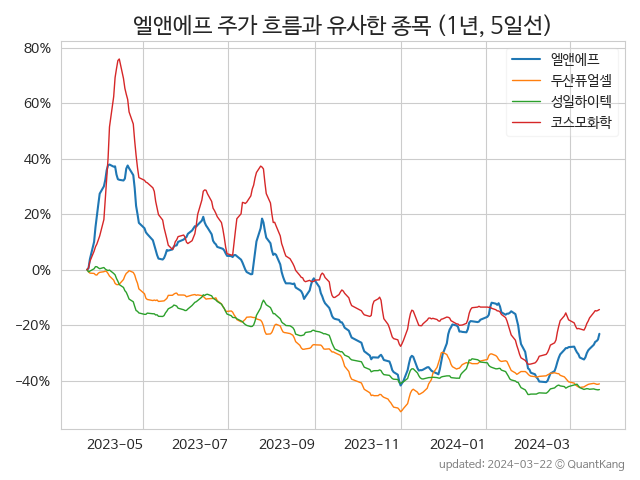 엘앤에프 주가 흐름과 유사한 종목 (1년, 5일선)
80%
60%
40%
20%
0%
−20%
−40%
엘앤에프
두산퓨얼셀
성일하이텍
코스모화학
2023-05
2023-07
2023-09
2023-11
2024-01
2024-03
updated: 2024-03-22 © QuantKang